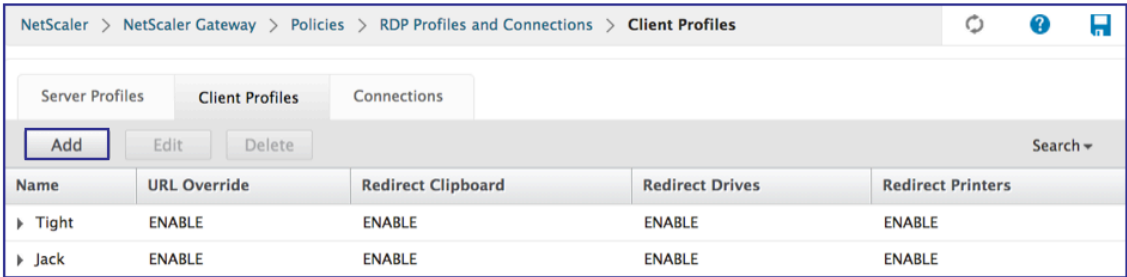 NetScaler > NetScaler Gateway > Policies > RDP Profiles and Connections > Client Profiles
Server Profiles Client Profiles Connections
Add Edit Delete Search
Name URL Override Redirect Clipboard Redirect Drives Redirect Printers
Tight ENABLE ENABLE ENABLE ENABLE
Jack ENABLE ENABLE ENABLE ENABLE